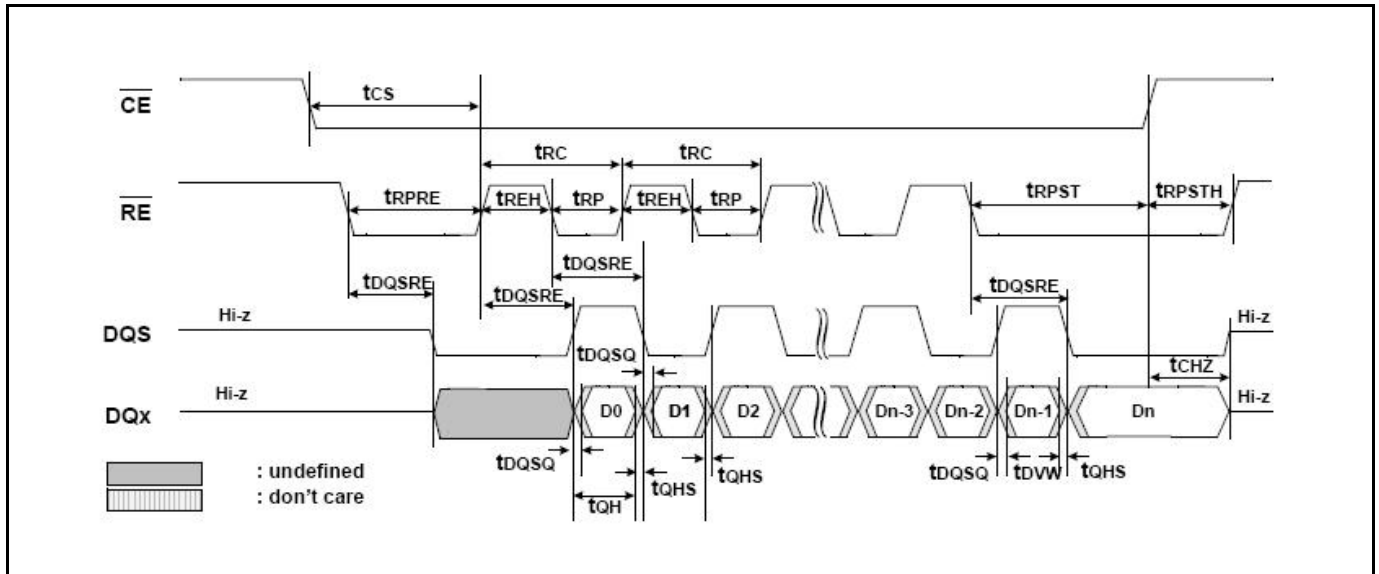 CE
tCS
tRC tRC
RE
tRPRE tREH tRP tREH tRP tRPST tRPSTH
tDQSRE tDQSRE tDQSRE tDQSRE
Hi-z Hi-z
DQS
tDQSQ tCHZ
Hi-z Hi-z
DQx
D0 D1 D2 Dn-3 Dn-2 Dn-1 Dn
tDQSQ tQHS tQHS tDQSQ tDVW tQHS
tQH
: undefined
: don't care